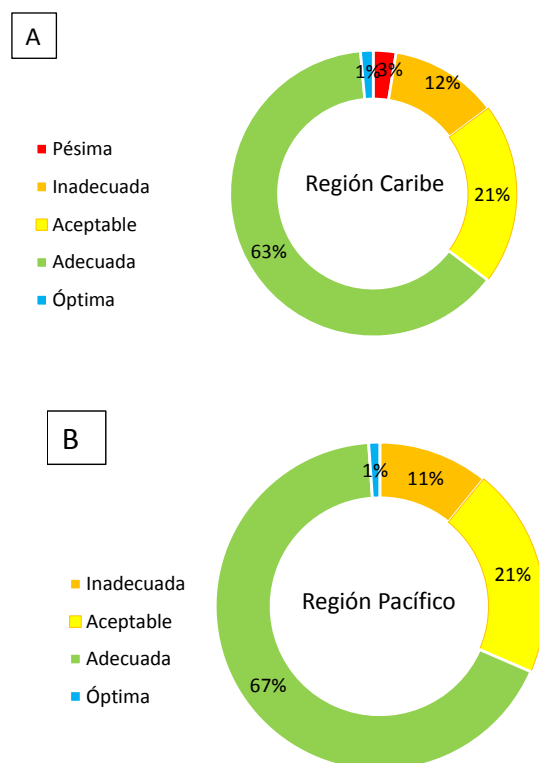 A
1%
3%
12%
Pésima
Inadecuada
Aceptable
Adecuada
Óptima
Región Caribe
21%
63%
B
1%
11%
Inadecuada
Aceptable
Adecuada
Óptima
Región Pacífico
21%
67%